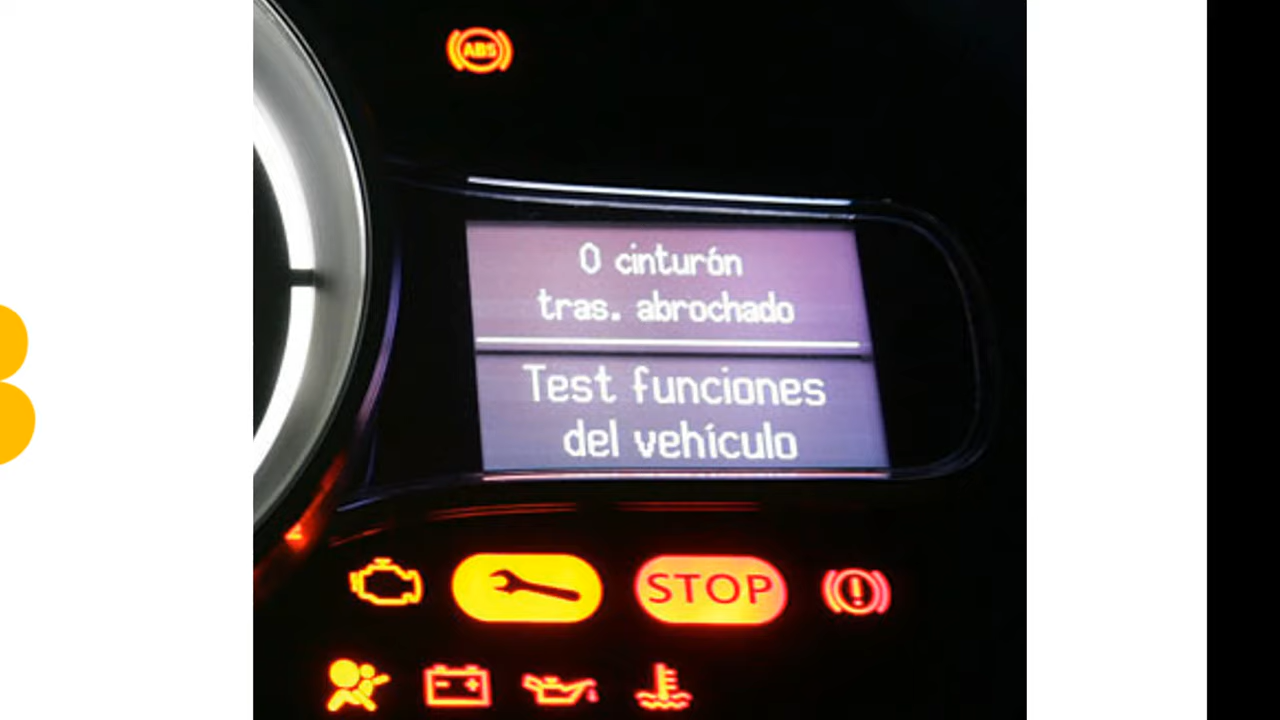 ABS
0 cinturón
tras. abrochado
Test funciones
del vehículo
STOP